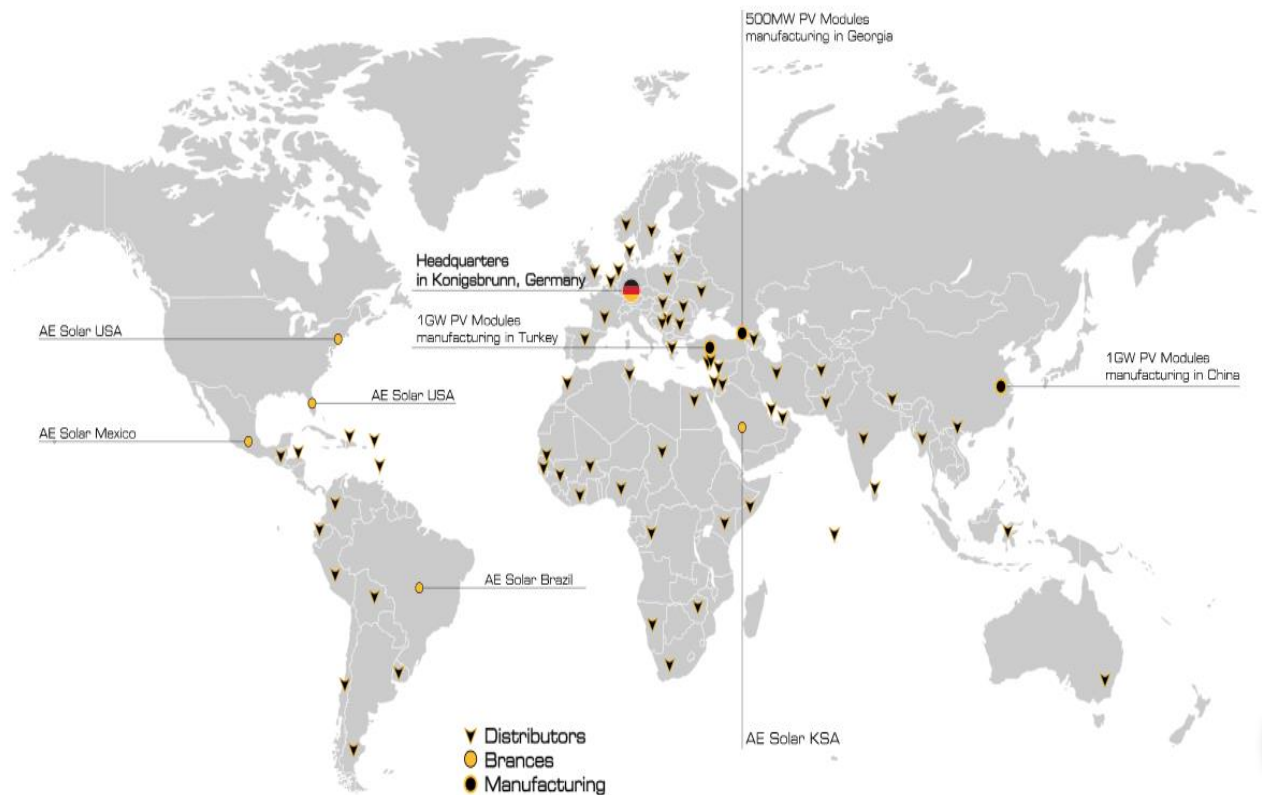 500MW PV Modules
manufacturing in Georgia
Headquarters
in Konigsbrunn, Germany
AE Solar USA
1GW PV Modules
manufacturing in Turkey
1GW PV Modules
manufacturing in China
AE Solar USA
AE Solar Mexico
AE Solar Brazil
AE Solar KSA
Distributors
Brances
Manufacturing